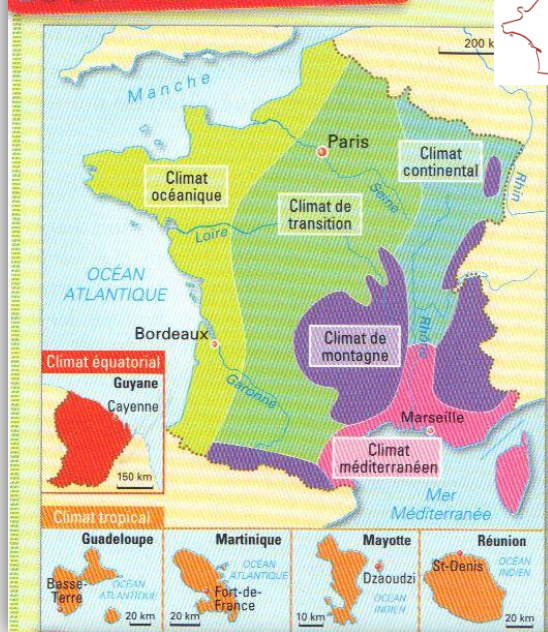 200 k
Manche
Paris
Climat
continental
Rhin
Climat
océanique
Seine
Climat de
transition
Loire
OCÉAN
ATLANTIQUE
Bordeaux
Climat de
montagne
Rhône
Climat équatorial
Guyane
Cayenne
150 km
Garonne
Marseille
Climat
méditerranéen
Mer
Méditerranée
Climat tropical
Guadeloupe
Basse-
Terre
OCÉAN
ATLANTIQUE
20 km
Martinique
OCÉAN
ATLANTIQUE
Fort-de-
France
20 km
Mayotte
Dzaoudzi
OCÉAN
INDIEN
10 km
Réunion
St-Denis
OCÉAN
INDIEN
20 km